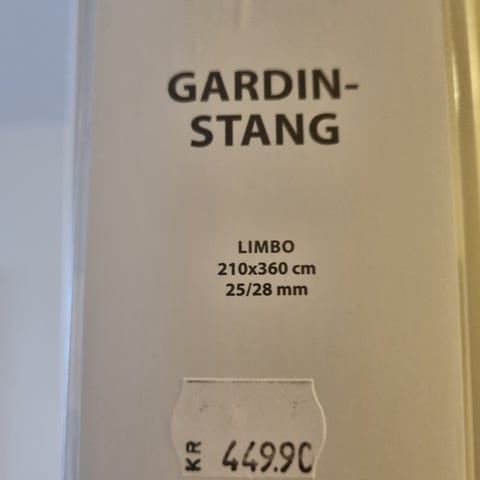 GARDIN-
STANG
LIMBO
210x360 cm
25/28 mm
KR 449.90